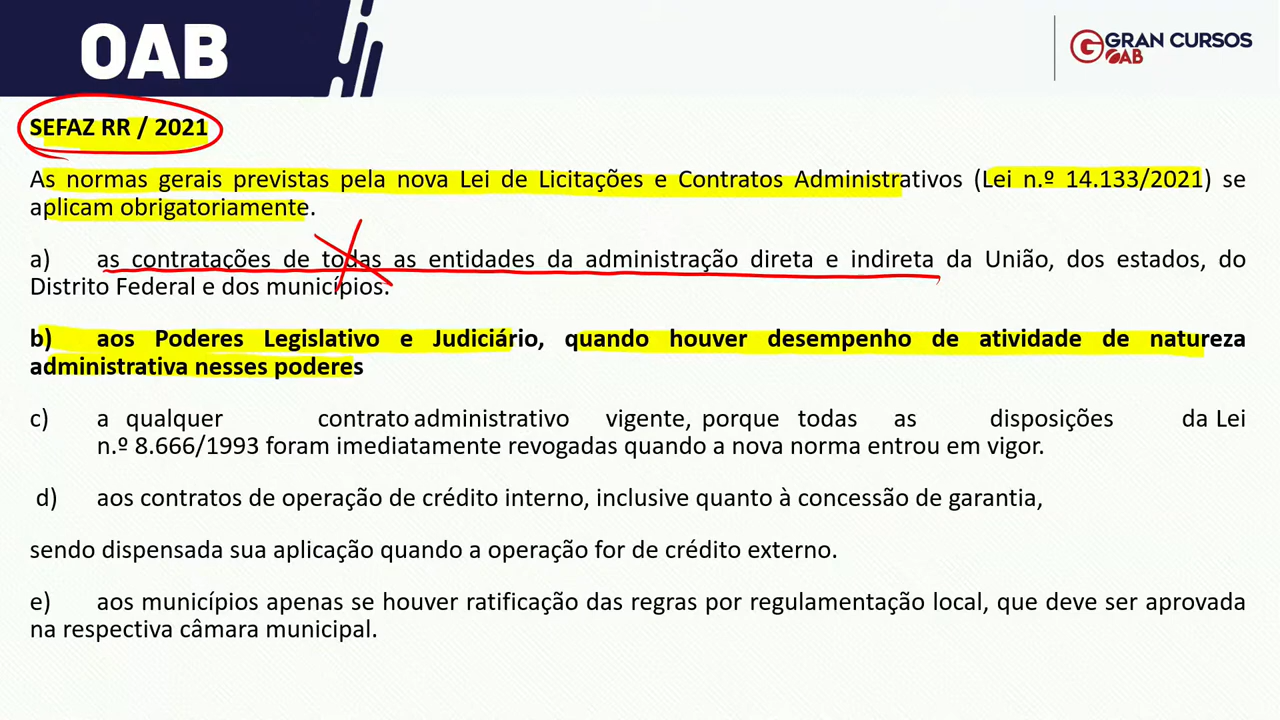 OAB
GRAN CURSOS
OAB
SEFAZ RR / 2021
As normas gerais previstas pela nova Lei de Licitações e Contratos Administrativos (Lei n.º 14.133/2021) se
aplicam obrigatoriamente.
a) as contratações de todas as entidades da administração direta e indireta da União, dos estados, do
Distrito Federal e dos municípios.
b) aos Poderes Legislativo e Judiciário, quando houver desempenho de atividade de natureza
administrativa nesses poderes
c) a qualquer contrato administrativo vigente, porque todas as disposições da Lei
n.º 8.666/1993 foram imediatamente revogadas quando a nova norma entrou em vigor.
d) aos contratos de operação de crédito interno, inclusive quanto à concessão de garantia,
sendo dispensada sua aplicação quando a operação for de crédito externo.
e) aos municípios apenas se houver ratificação das regras por regulamentação local, que deve ser aprovada
na respectiva câmara municipal.